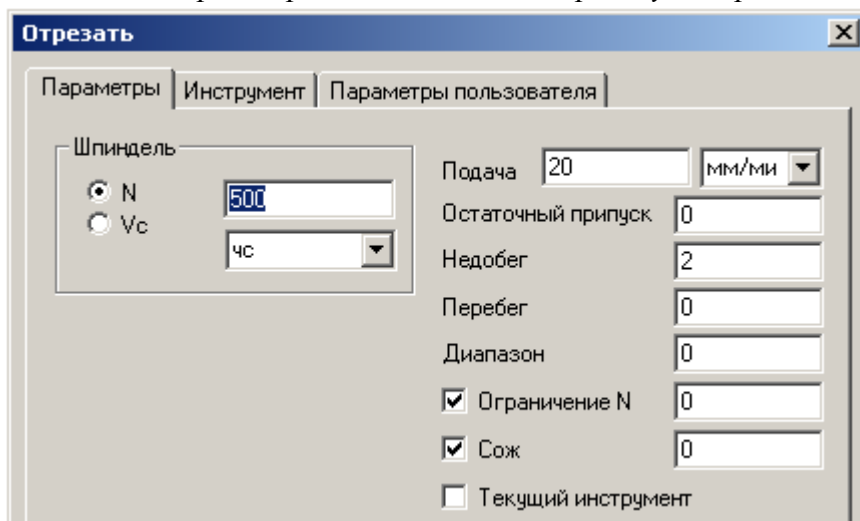 Отрезать
Параметры Инструмент Параметры пользователя
Шпиндель
N 500
Vc
чс
Подача 20 мм/ми
Остаточный припуск 0
Недобег 2
Перебег 0
Диапазон 0
Ограничение N 0
Сож 0
Текущий инструмент